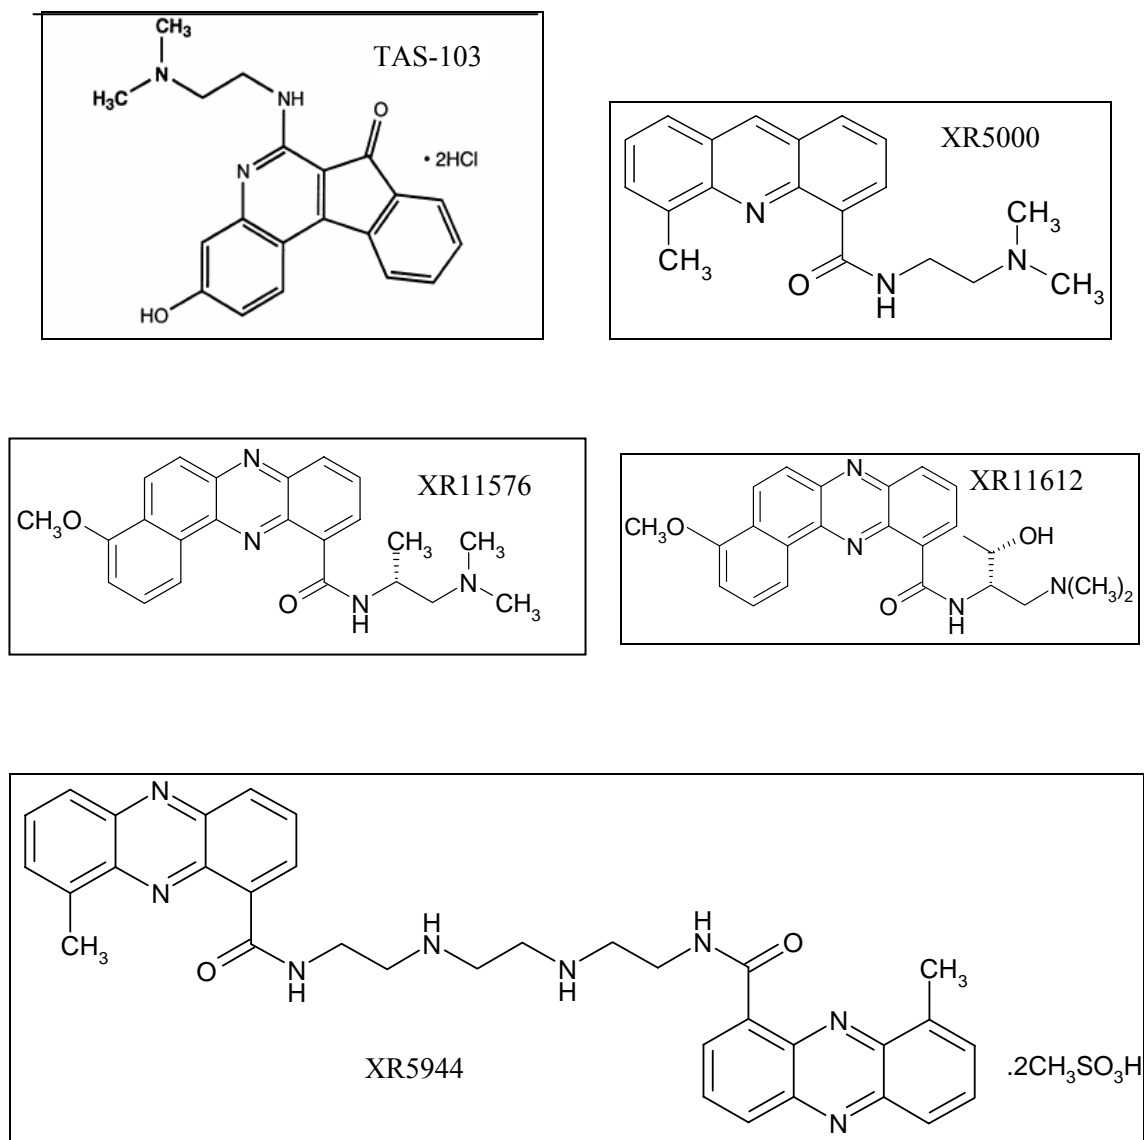 TAS-103
CH3
N
H3C
NH
O
N
• 2HCl
HO
XR5000
N
CH3
O
N
H
CH3
N
CH3
XR11576
N
CH3O
N
O
N
H
CH3
CH3
N
CH3
XR11612
N
CH3O
N
O
N
H
OH
N(CH3)2
N
N
CH3
O
N
H
H
N
N
H
H
N
O
CH3
N
N
XR5944
.2CH3SO3H